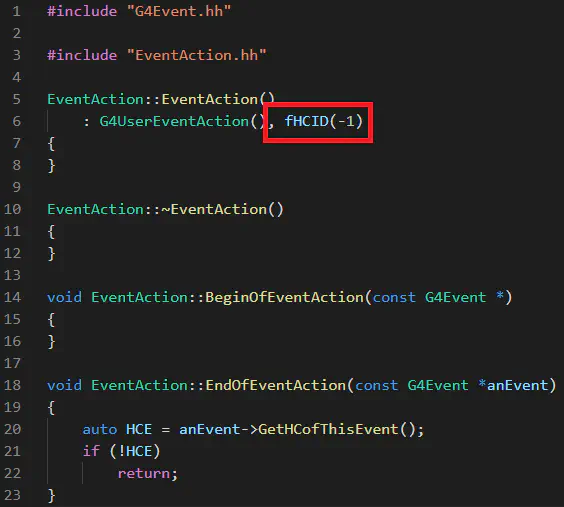 1 #include "G4Event.hh"
2
3 #include "EventAction.hh"
4
5 EventAction::EventAction()
6     : G4UserEventAction(), fHCID(-1)
7 {
8 }
9
10 EventAction::~EventAction()
11 {
12 }
13
14 void EventAction::BeginOfEventAction(const G4Event *)
15 {
16 }
17
18 void EventAction::EndOfEventAction(const G4Event *anEvent)
19 {
20     auto HCE = anEvent->GetHCofThisEvent();
21     if (!HCE)
22         return;
23 }